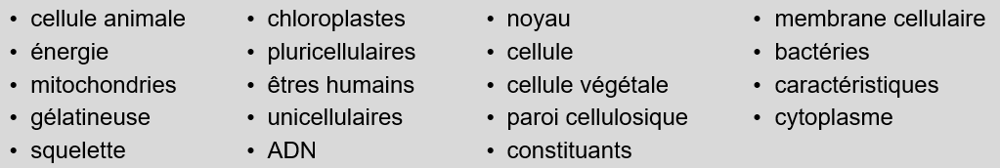 • cellule animale
• énergie
• mitochondries
• gélatineuse
• squelette
• chloroplastes
• pluricellulaires
• êtres humains
• unicellulaires
• ADN
• noyau
• cellule
• cellule végétale
• paroi cellulosique
• constituants
• membrane cellulaire
• bactéries
• caractéristiques
• cytoplasme